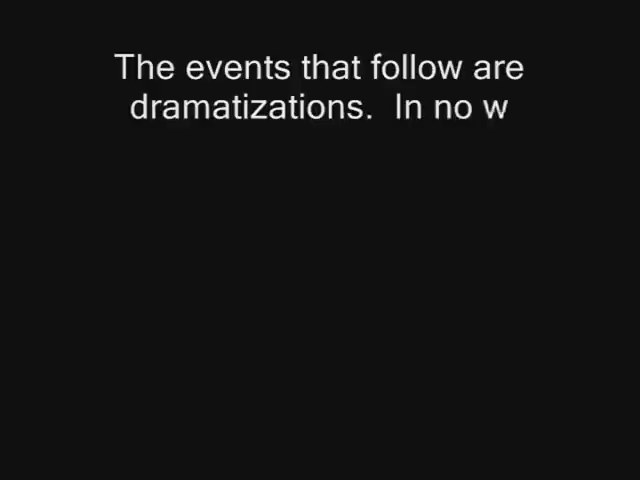 The events that follow are
dramatizations.  In no w